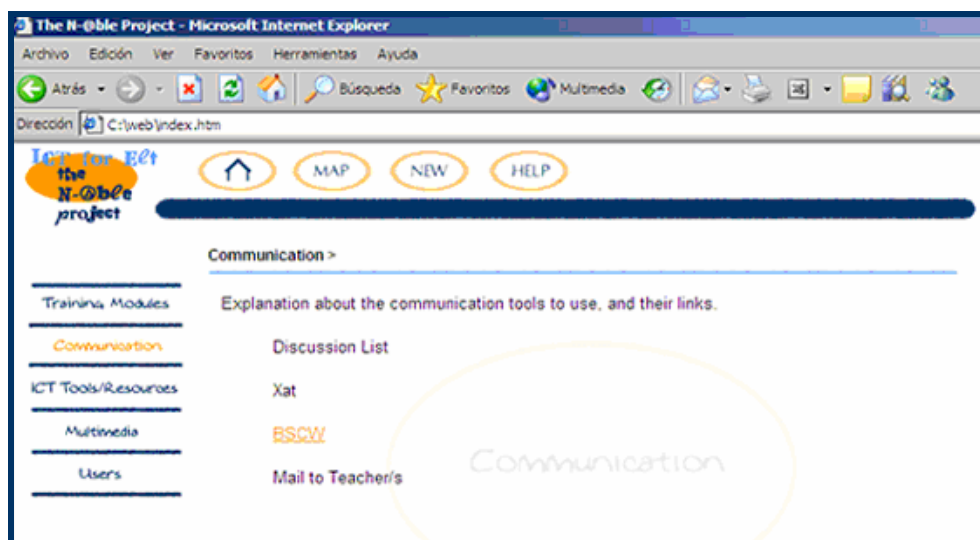 The N-@ble Project - Microsoft Internet Explorer
Archivo Edición Ver Favoritos Herramientas Ayuda
Atrás Búsqueda Favoritos Multimedia
Dirección C:\web\index.htm
ICT for Elt
the
N-@ble
project
MAP NEW HELP
Communication >
Training Modules
Communication
ICT Tools/Resources
Multimedia
Users
Explanation about the communication tools to use, and their links.
Discussion List
Xat
BSCW
Mail to Teacher/s
Communication